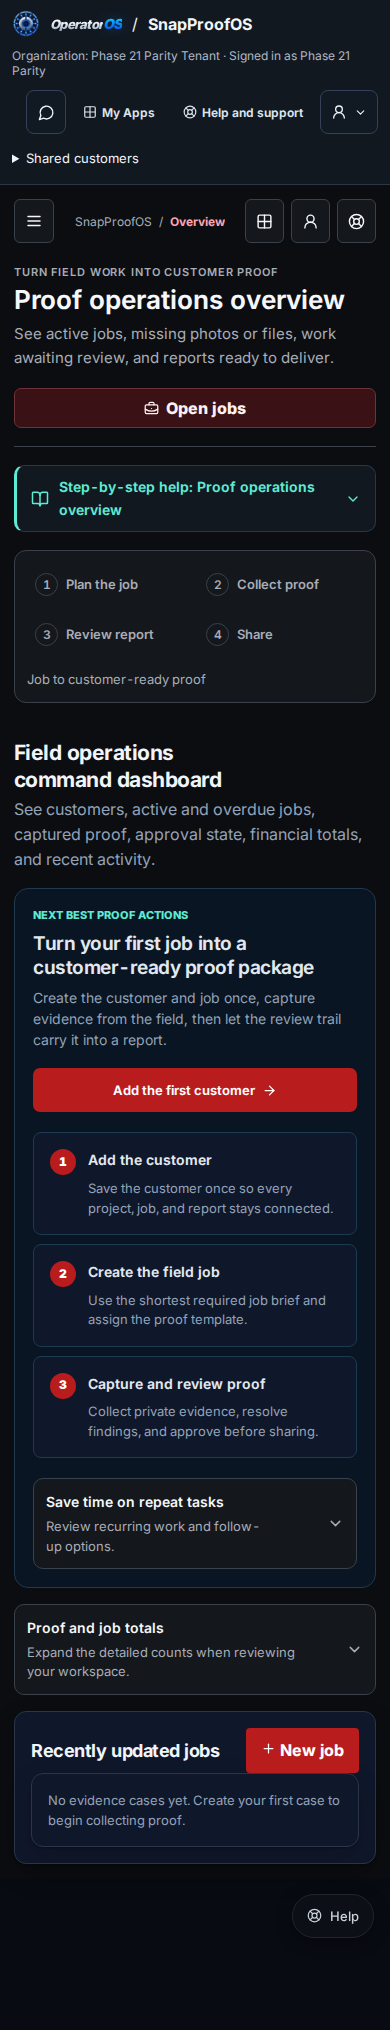 OperatorOS / SnapProofOS
Organization: Phase 21 Parity Tenant · Signed in as Phase 21
Parity
My Apps
Help and support
Shared customers
SnapProofOS / Overview
TURN FIELD WORK INTO CUSTOMER PROOF
Proof operations overview
See active jobs, missing photos or files, work
awaiting review, and reports ready to deliver.
Open jobs
Step-by-step help: Proof operations
overview
1 Plan the job
2 Collect proof
3 Review report
4 Share
Job to customer-ready proof
Field operations
command dashboard
See customers, active and overdue jobs,
captured proof, approval state, financial totals,
and recent activity.
NEXT BEST PROOF ACTIONS
Turn your first job into a
customer-ready proof package
Create the customer and job once, capture
evidence from the field, then let the review trail
carry it into a report.
Add the first customer →
1 Add the customer
Save the customer once so every
project, job, and report stays connected.
2 Create the field job
Use the shortest required job brief and
assign the proof template.
3 Capture and review proof
Collect private evidence, resolve
findings, and approve before sharing.
Save time on repeat tasks
Review recurring work and follow-
up options.
Proof and job totals
Expand the detailed counts when reviewing
your workspace.
Recently updated jobs
+ New job
No evidence cases yet. Create your first case to
begin collecting proof.
Help